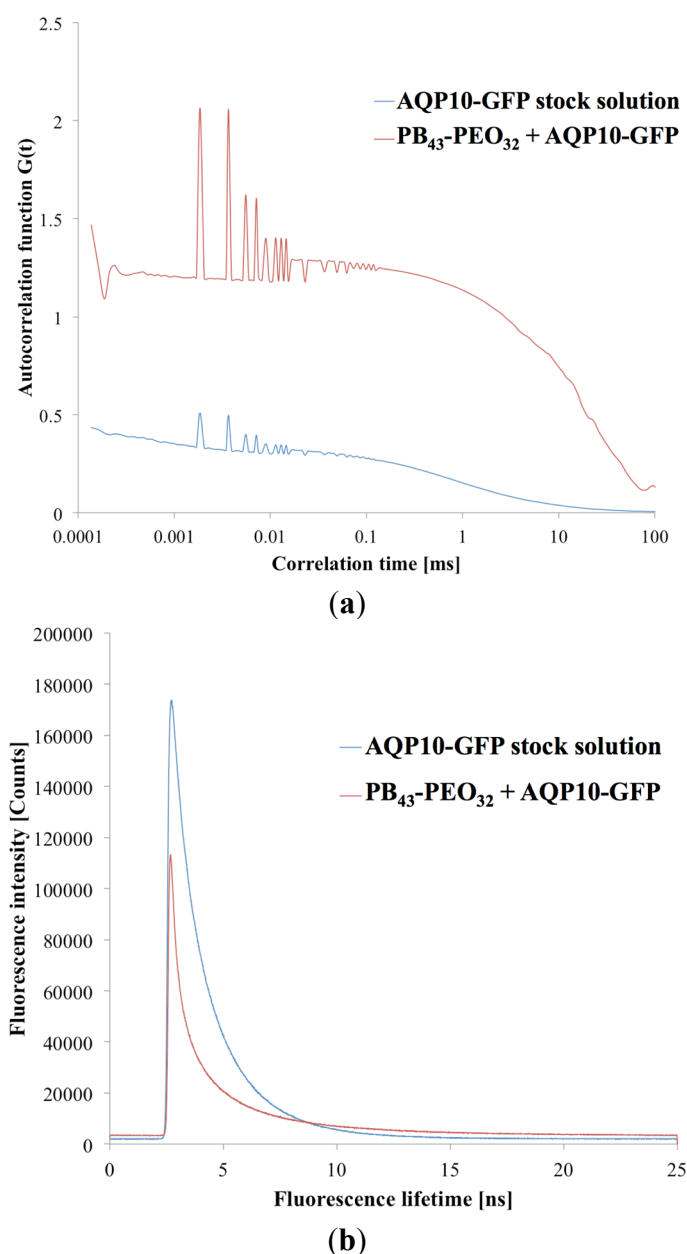 2.5
2
1.5
1
0.5
0
Autocorrelation function G(t)
AQP10-GFP stock solution
PB₄₃-PEO₃₂ + AQP10-GFP
0.0001 0.001 0.01 0.1 1 10 100
Correlation time [ms]
(a)
200000
180000
160000
140000
120000
100000
80000
60000
40000
20000
0
Fluorescence intensity [Counts]
AQP10-GFP stock solution
PB₄₃-PEO₃₂ + AQP10-GFP
0 5 10 15 20 25
Fluorescence lifetime [ns]
(b)